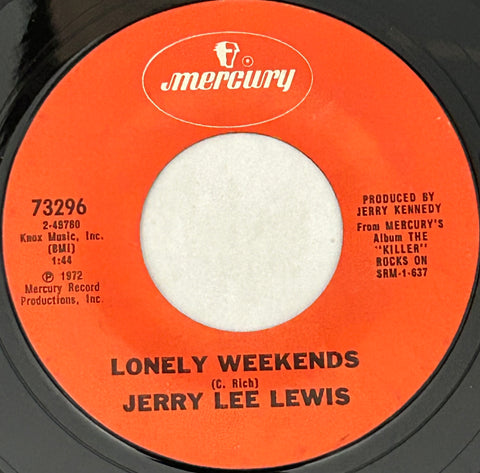 mercury
73296
2-49780
Knox Music, Inc.
(BMI)
1:44
℗ 1972
Mercury Record
Productions, Inc.
PRODUCED BY
JERRY KENNEDY
From MERCURY'S
Album THE
"KILLER"
ROCKS ON
SRM-1-637
LONELY WEEKENDS
(C. Rich)
JERRY LEE LEWIS